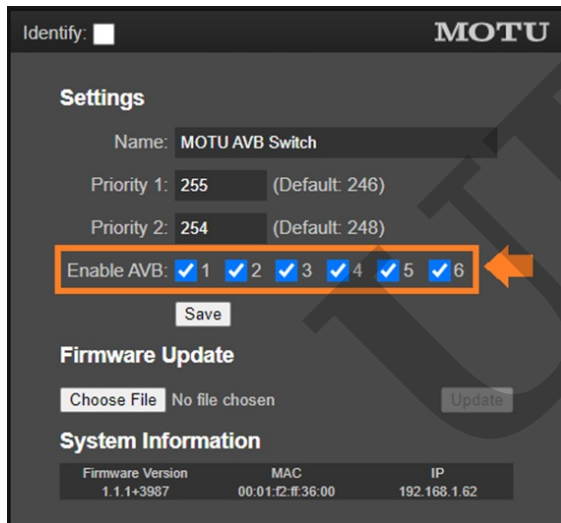 Identify: MOTU
Settings
Name: MOTU AVB Switch
Priority 1: 255 (Default: 246)
Priority 2: 254 (Default: 248)
Enable AVB: 1 2 3 4 5 6
Save
Firmware Update
Choose File No file chosen Update
System Information
Firmware Version MAC IP
1.1.1+3987 00:01:f2:ff:36:00 192.168.1.62